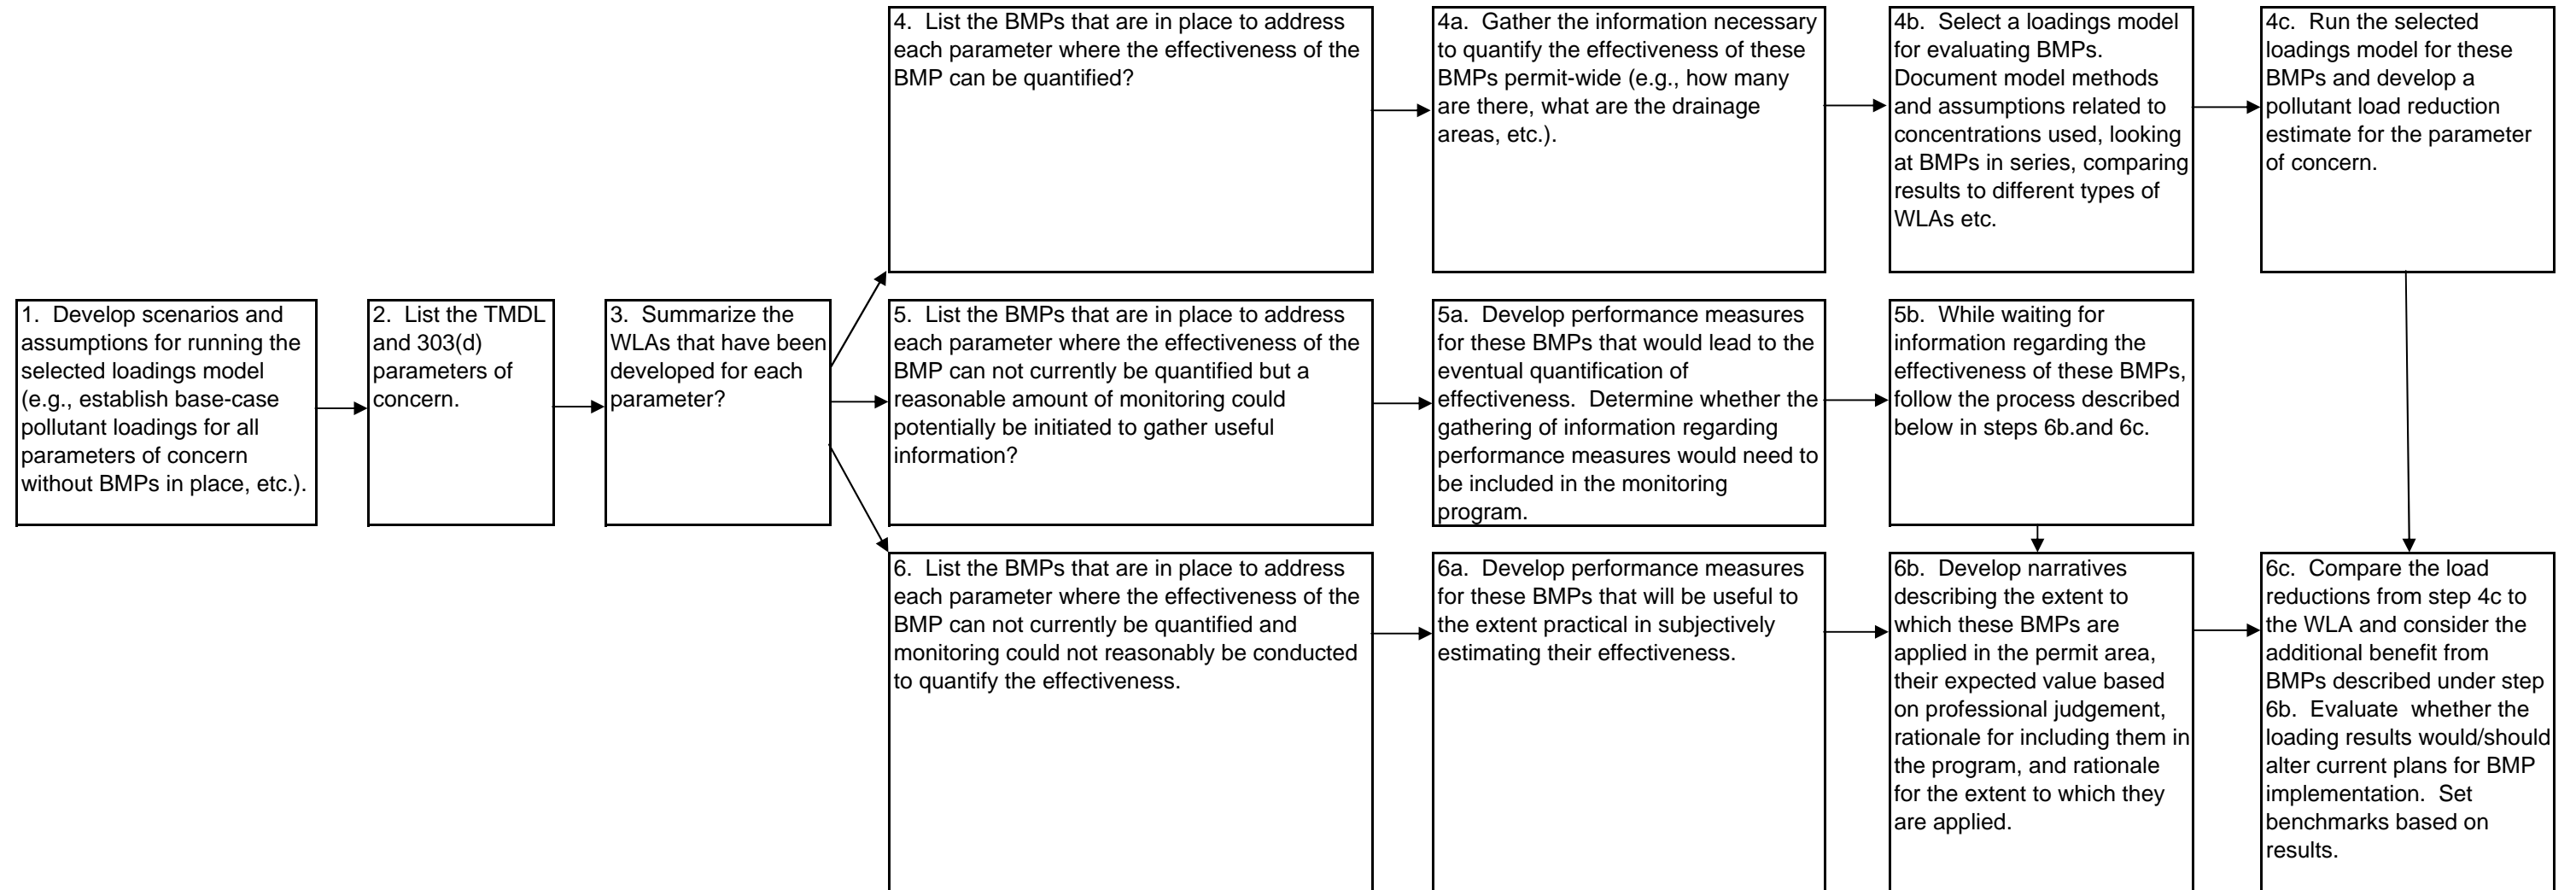 4.  List the BMPs that are in place to address
each parameter where the effectiveness of the
BMP can be quantified?
4a.  Gather the information necessary
to quantify the effectiveness of these
BMPs permit-wide (e.g., how many
are there, what are the drainage
areas, etc.).
4b.  Select a loadings model
for evaluating BMPs.
Document model methods
and assumptions related to
concentrations used, looking
at BMPs in series, comparing
results to different types of
WLAs etc.
4c.  Run the selected
loadings model for these
BMPs and develop a
pollutant load reduction
estimate for the parameter
of concern.
1.  Develop scenarios and
assumptions for running the
selected loadings model
(e.g., establish base-case
pollutant loadings for all
parameters of concern
without BMPs in place, etc.).
2.  List the TMDL
and 303(d)
parameters of
concern.
3.  Summarize the
WLAs that have been
developed for each
parameter?
5.  List the BMPs that are in place to address
each parameter where the effectiveness of the
BMP can not currently be quantified but a
reasonable amount of monitoring could
potentially be initiated to gather useful
information?
5a.  Develop performance measures
for these BMPs that would lead to the
eventual quantification of
effectiveness.  Determine whether the
gathering of information regarding
performance measures would need to
be included in the monitoring
program.
5b.  While waiting for
information regarding the
effectiveness of these BMPs,
follow the process described
below in steps 6b.and 6c.
6.  List the BMPs that are in place to address
each parameter where the effectiveness of the
BMP can not currently be quantified and
monitoring could not reasonably be conducted
to quantify the effectiveness.
6a.  Develop performance measures
for these BMPs that will be useful to
the extent practical in subjectively
estimating their effectiveness.
6b.  Develop narratives
describing the extent to
which these BMPs are
applied in the permit area,
their expected value based
on professional judgement,
rationale for including them in
the program, and rationale
for the extent to which they
are applied.
6c.  Compare the load
reductions from step 4c to
the WLA and consider the
additional benefit from
BMPs described under step
6b.  Evaluate  whether the
loading results would/should
alter current plans for BMP
implementation.  Set
benchmarks based on
results.